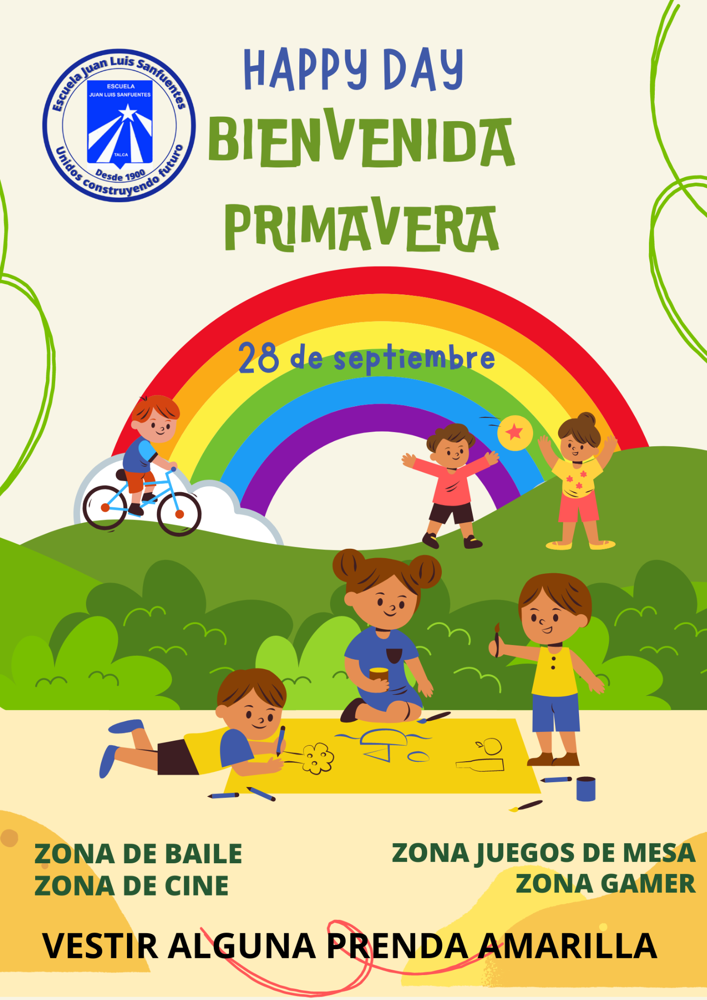 Escuela Juan Luis Sanfuentes
ESCUELA
JUAN LUIS SANFUENTES
TALCA
Desde 1900
Unidos construyendo futuro
HAPPY DAY
BIENVENIDA
PRIMAVERA
28 de septiembre
ZONA DE BAILE
ZONA DE CINE
ZONA JUEGOS DE MESA
ZONA GAMER
VESTIR ALGUNA PRENDA AMARILLA